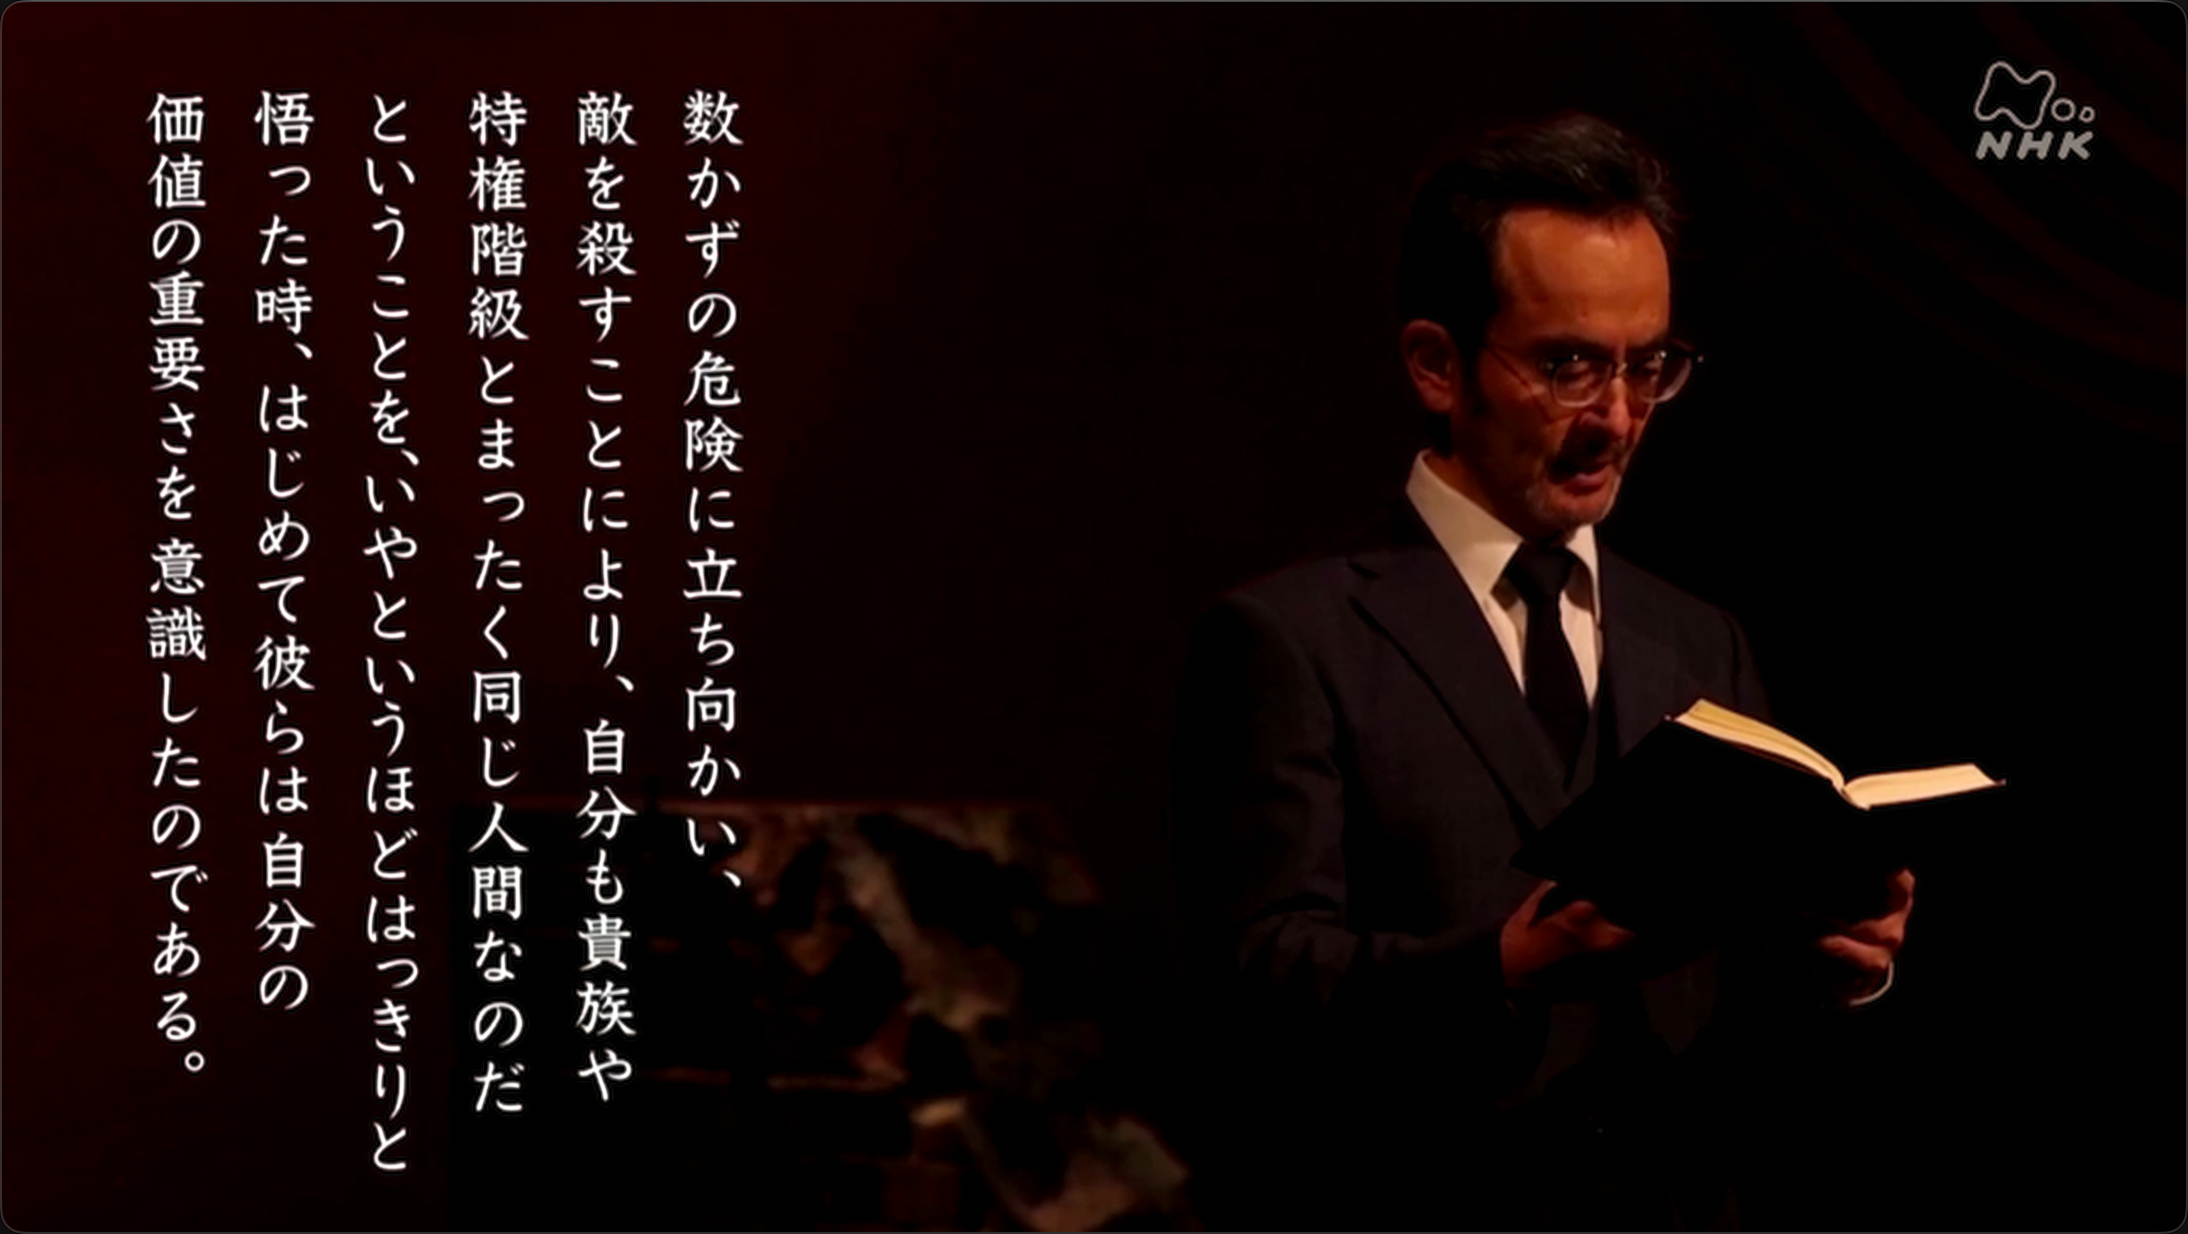 数かずの危険に立ち向かい、
敵を殺すことにより、自分も貴族や
特権階級とまったく同じ人間なのだ
ということを、いやというほどはっきりと
悟った時、はじめて彼らは自分の
価値の重要さを意識したのである。
NHK